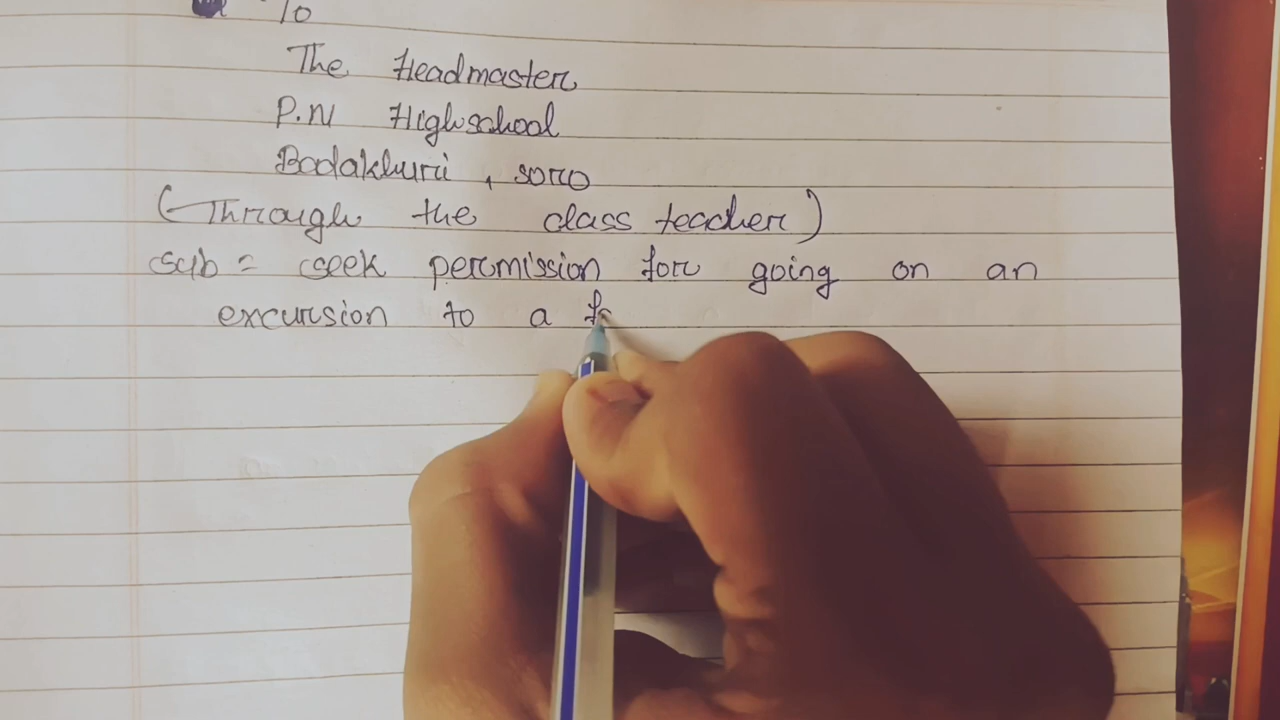 To
The Headmaster
P.N Highschool
Badakhuri, soro
(Through the class teacher)
sub = seek permission for going on an
excursion to a